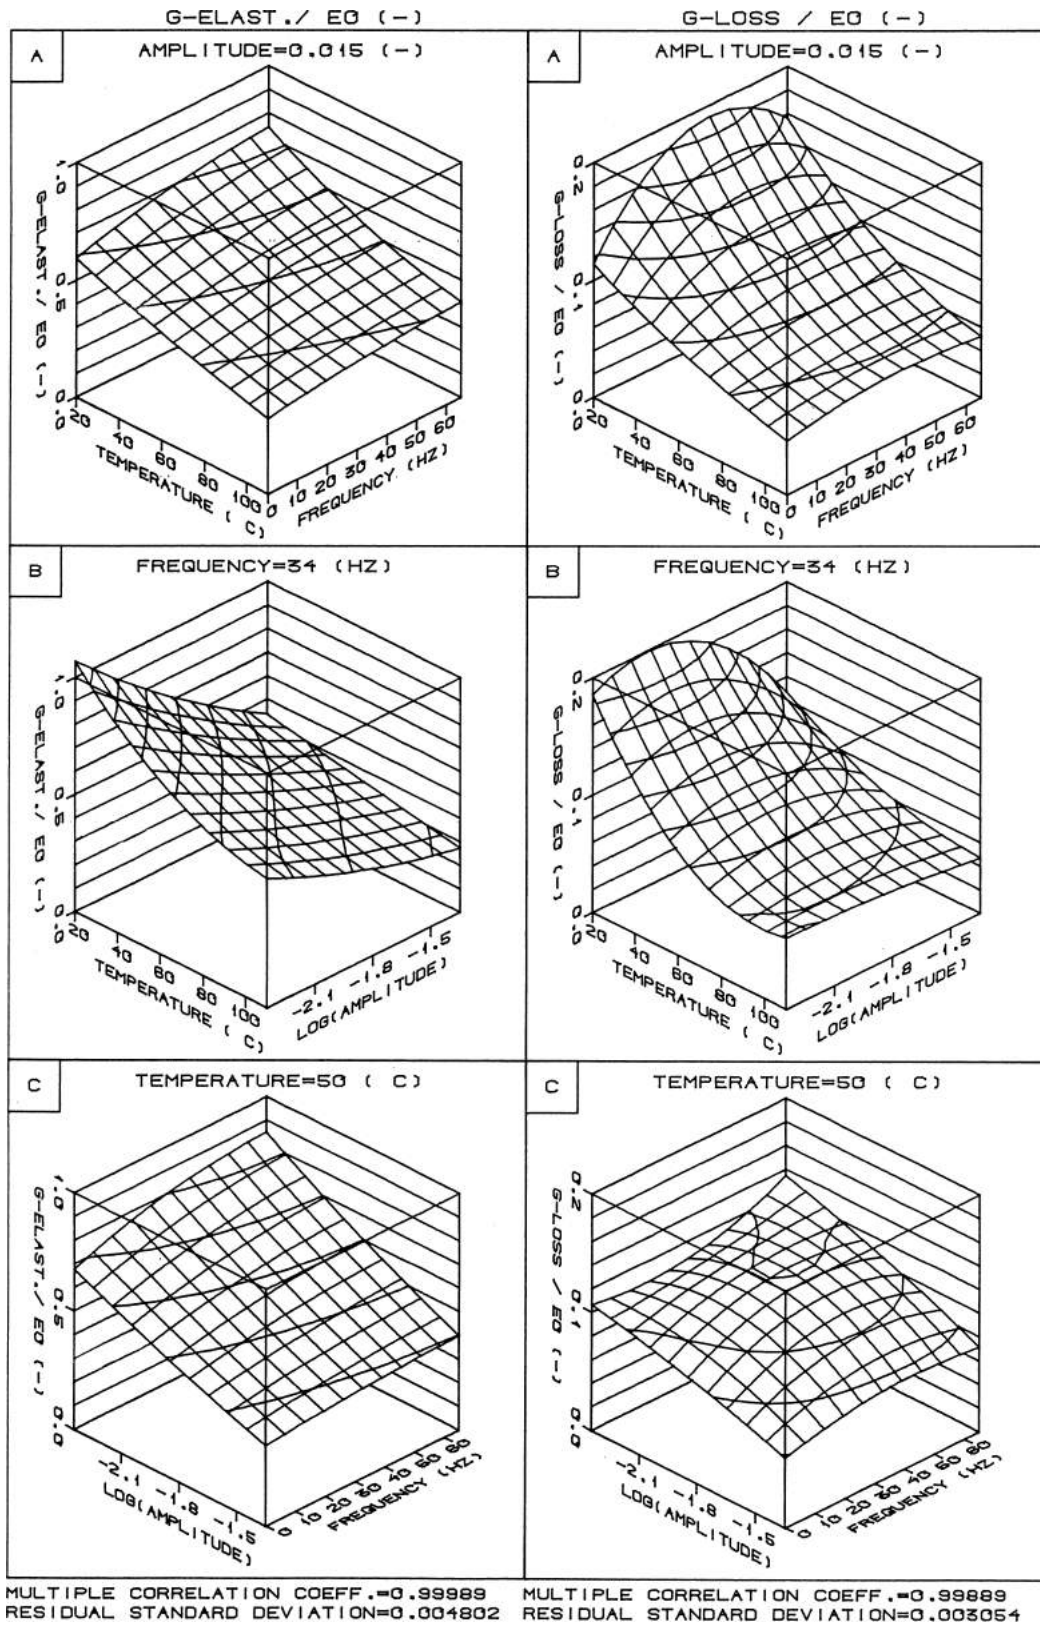 G-ELAST./ E0 (-)
G-LOSS / E0 (-)
A
AMPLITUDE=0.015 (-)
1.0
0.5
0.0
G-ELAST./ E0 (-)
20 40 60 80 100
TEMPERATURE ( C)
0 10 20 30 40 50 60
FREQUENCY (HZ)
A
AMPLITUDE=0.015 (-)
0.2
0.1
0.0
G-LOSS / E0 (-)
20 40 60 80 100
TEMPERATURE ( C)
0 10 20 30 40 50 60
FREQUENCY (HZ)
B
FREQUENCY=34 (HZ)
1.0
0.5
0.0
G-ELAST./ E0 (-)
20 40 60 80 100
TEMPERATURE ( C)
-2.1 -1.8 -1.5
LOG(AMPLITUDE)
B
FREQUENCY=34 (HZ)
0.2
0.1
0.0
G-LOSS / E0 (-)
20 40 60 80 100
TEMPERATURE ( C)
-2.1 -1.8 -1.5
LOG(AMPLITUDE)
C
TEMPERATURE=50 ( C)
1.0
0.5
0.0
G-ELAST./ E0 (-)
-2.1 -1.8 -1.5
LOG(AMPLITUDE)
0 10 20 30 40 50 60
FREQUENCY (HZ)
C
TEMPERATURE=50 ( C)
0.2
0.1
0.0
G-LOSS / E0 (-)
-2.1 -1.8 -1.5
LOG(AMPLITUDE)
0 10 20 30 40 50 60
FREQUENCY (HZ)
MULTIPLE CORRELATION COEFF.=0.99989
RESIDUAL STANDARD DEVIATION=0.004802
MULTIPLE CORRELATION COEFF.=0.99889
RESIDUAL STANDARD DEVIATION=0.003054